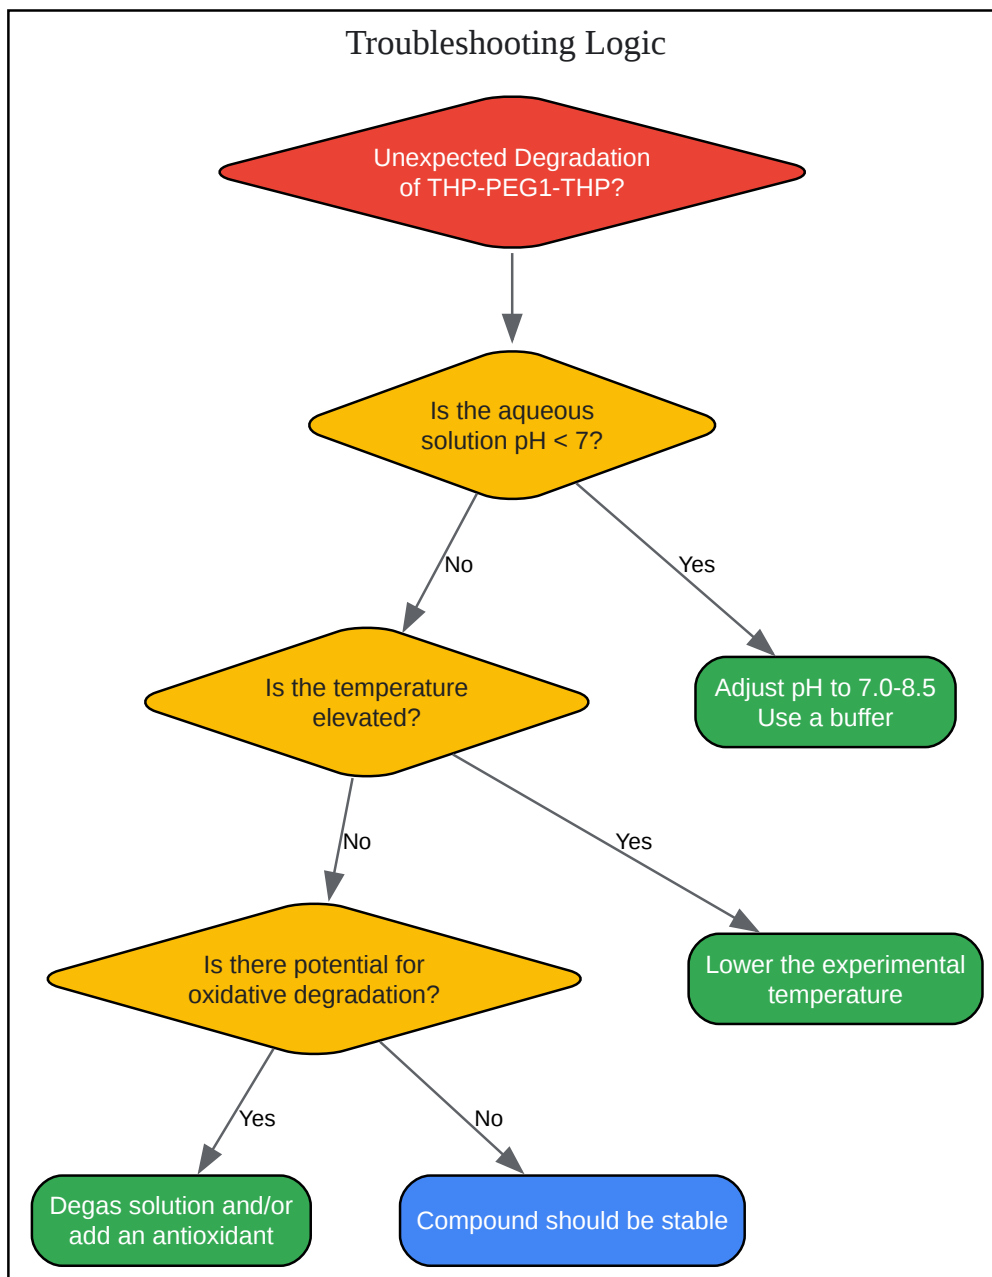 Troubleshooting Logic
Unexpected Degradation
of THP-PEG1-THP?
Is the aqueous
solution pH < 7?
No
Yes
Is the temperature
elevated?
Adjust pH to 7.0-8.5
Use a buffer
No
Yes
Is there potential for
oxidative degradation?
Lower the experimental
temperature
Yes
No
Degas solution and/or
add an antioxidant
Compound should be stable